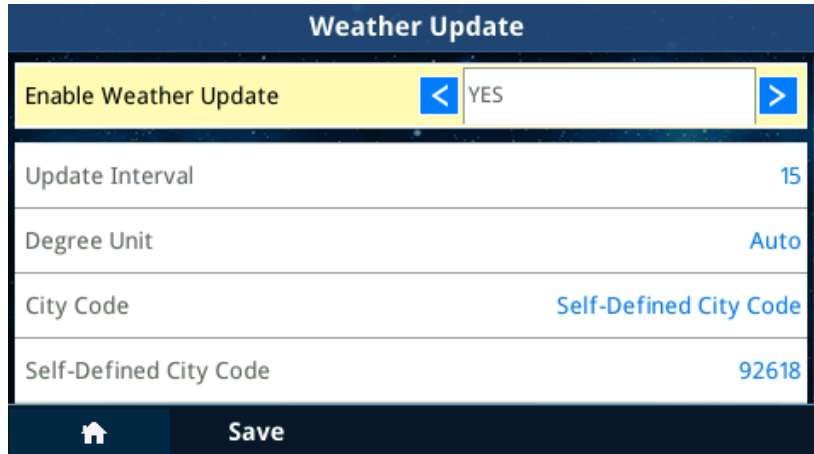 Weather Update
Enable Weather Update < YES >
Update Interval 15
Degree Unit Auto
City Code Self-Defined City Code
Self-Defined City Code 92618
Save